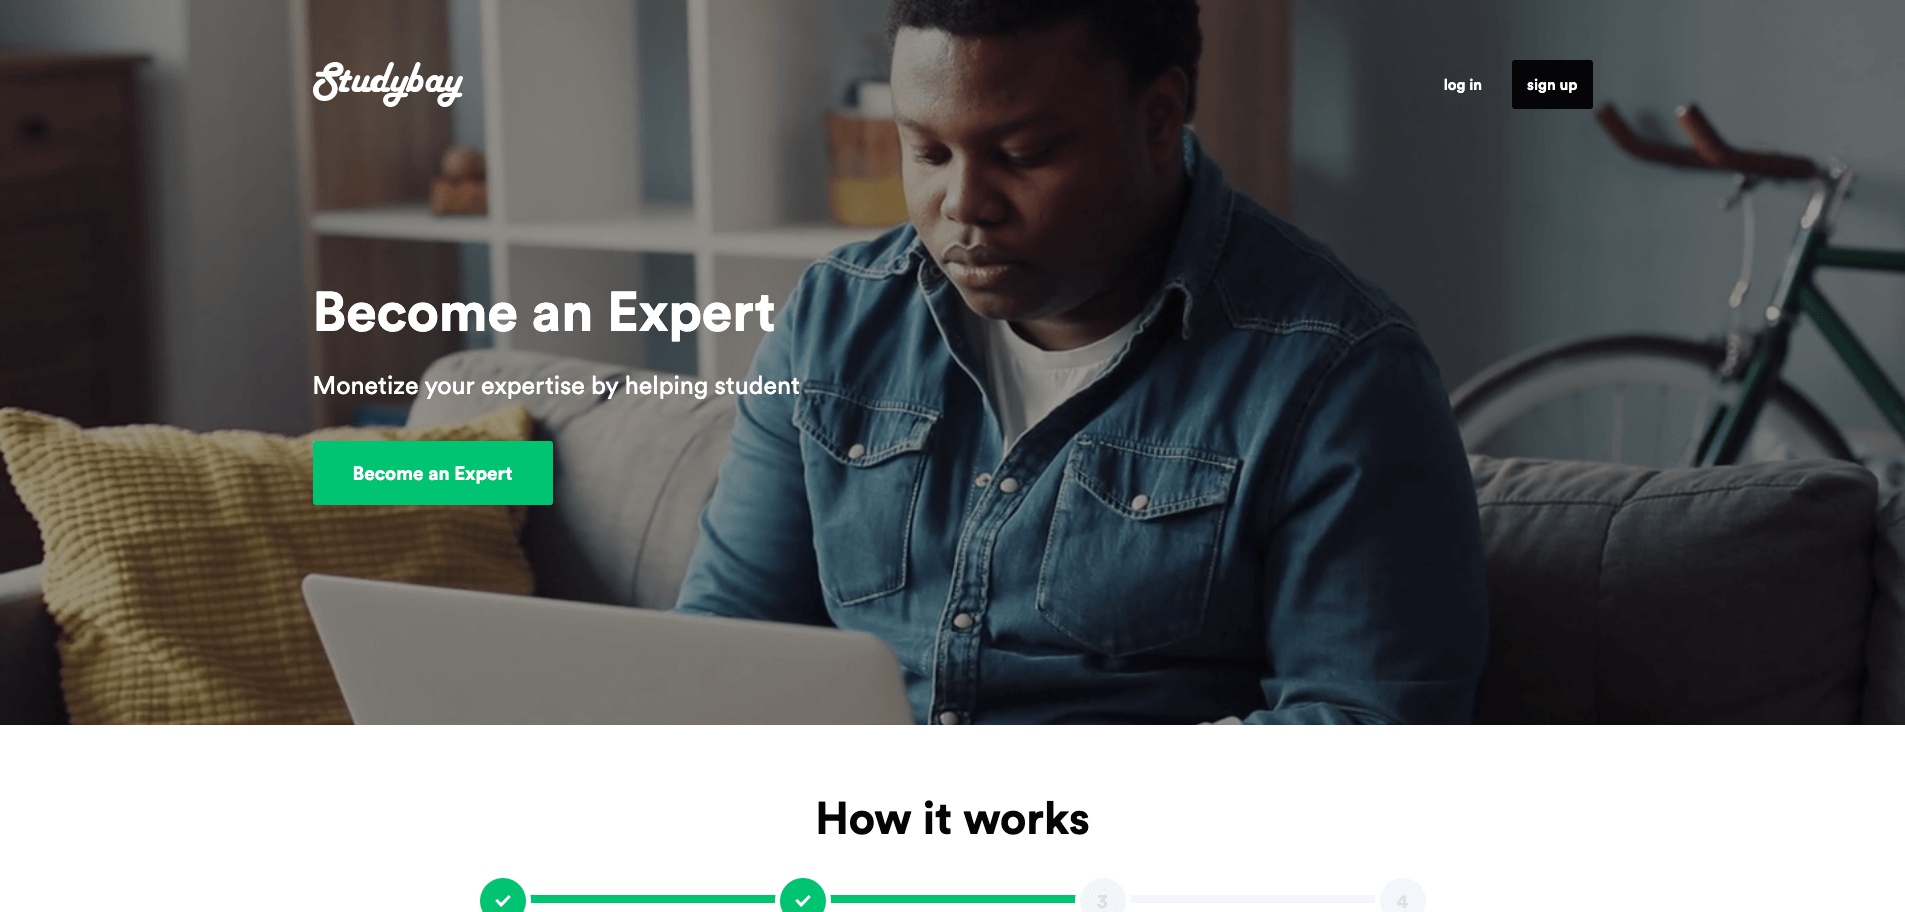 Studybay
log in
sign up
Become an Expert
Monetize your expertise by helping student
Become an Expert
How it works
3
4